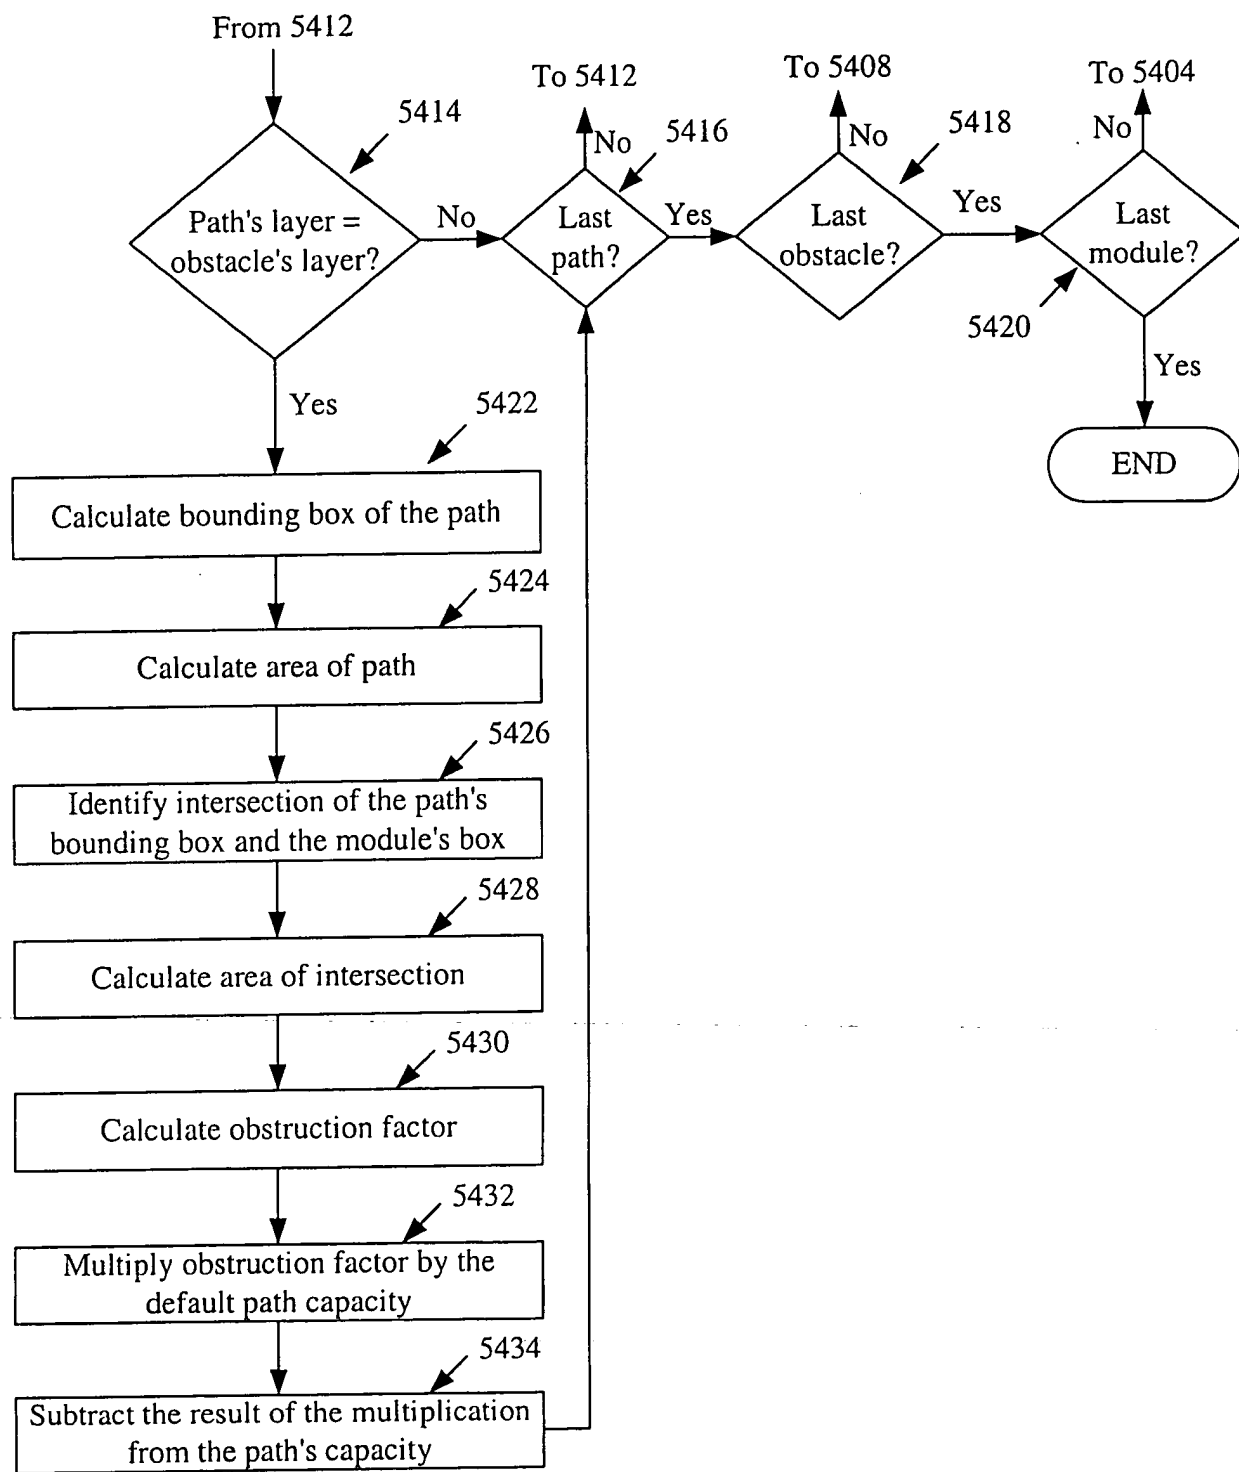 From 5412
5414
Path's layer =
obstacle's layer?
No
To 5412
No
5416
Last
path?
Yes
To 5408
No
5418
Last
obstacle?
Yes
To 5404
No
Last
module?
5420
Yes
END
Yes
5422
Calculate bounding box of the path
5424
Calculate area of path
5426
Identify intersection of the path's
bounding box and the module's box
5428
Calculate area of intersection
5430
Calculate obstruction factor
5432
Multiply obstruction factor by the
default path capacity
5434
Subtract the result of the multiplication
from the path's capacity